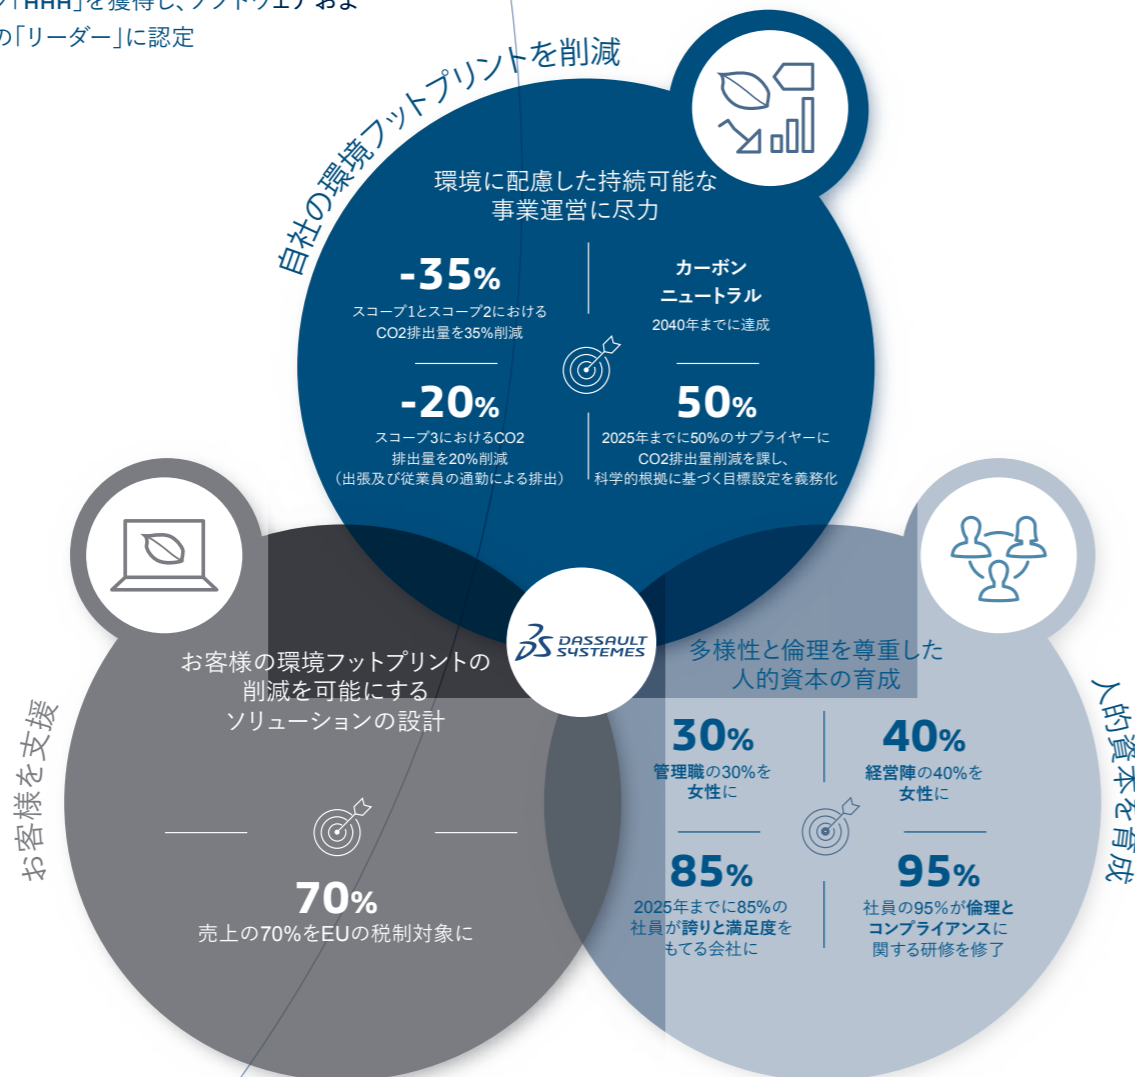 「HHH」を獲得し、ソフトウェアおよ
の「リーダー」に認定
自社の環境フットプリントを削減
環境に配慮した持続可能な
事業運営に尽力
-35%
スコープ1とスコープ2における
CO2排出量を35%削減
カーボン
ニュートラル
2040年までに達成
-20%
スコープ3におけるCO2
排出量を20%削減
(出張及び従業員の通勤による排出)
50%
2025年までに50%のサプライヤーに
CO2排出量削減を課し、
科学的根拠に基づく目標設定を義務化
DASSAULT
SYSTEMES
お客様を支援
お客様の環境フットプリントの
削減を可能にする
ソリューションの設計
70%
売上の70%をEUの税制対象に
人的資本を育成
多様性と倫理を尊重した
人的資本の育成
30%
管理職の30%を
女性に
40%
経営陣の40%を
女性に
85%
2025年までに85%の
社員が誇りと満足度を
もてる会社に
95%
社員の95%が倫理と
コンプライアンスに
関する研修を修了